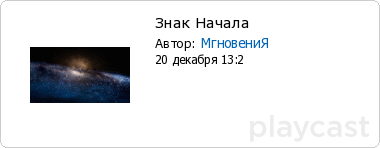 Знак Начала
Автор: МгновениЯ
20 декабря 13:2
playcast